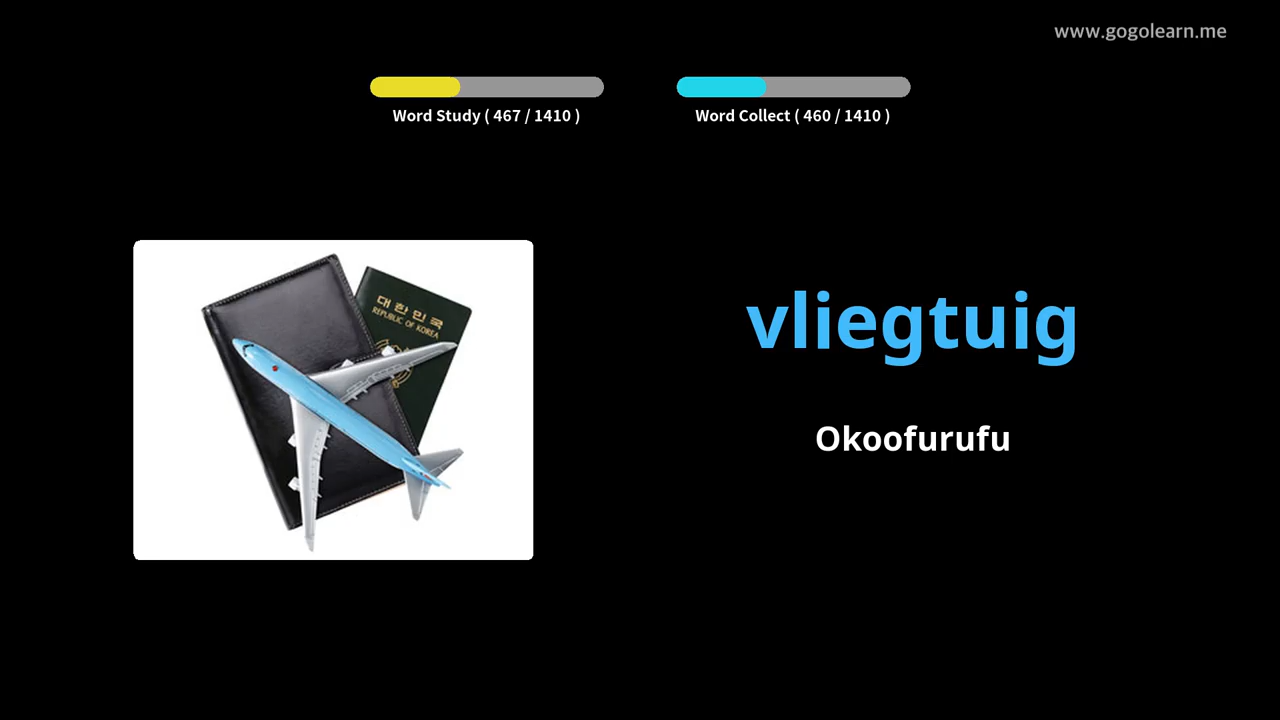 www.gogolearn.me
Word Study ( 467 / 1410 )
Word Collect ( 460 / 1410 )
대한민국
REPUBLIC OF KOREA
vliegtuig
Okoofurufu